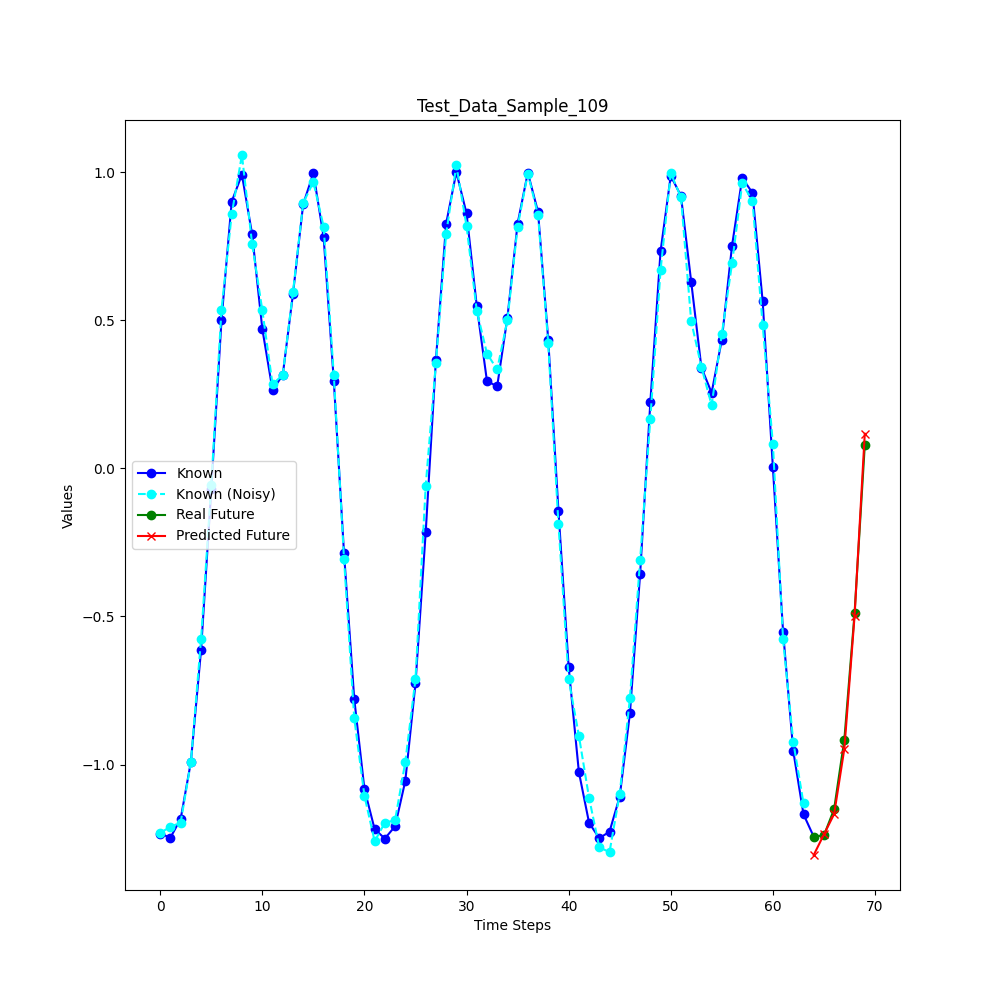 Test_Data_Sample_109
1.0
0.5
0.0
−0.5
−1.0
Values
Known
Known (Noisy)
Real Future
Predicted Future
0 10 20 30 40 50 60 70
Time Steps